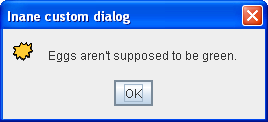 Inane custom dialog
Eggs aren't supposed to be green.
OK